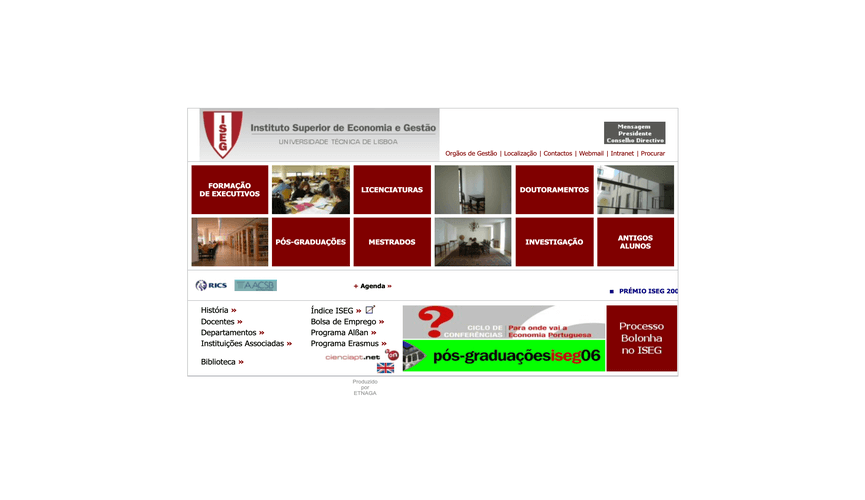 ISEG
Instituto Superior de Economia e Gestão
UNIVERSIDADE TÉCNICA DE LISBOA
Mensagem
Presidente
Conselho Directivo
Orgãos de Gestão | Localização | Contactos | Webmail | Intranet | Procurar
FORMAÇÃO
DE EXECUTIVOS
LICENCIATURAS
DOUTORAMENTOS
PÓS-GRADUAÇÕES
MESTRADOS
INVESTIGAÇÃO
ANTIGOS
ALUNOS
RICS
AACSB
+ Agenda »
PRÉMIO ISEG 200
História »
Docentes »
Departamentos »
Instituições Associadas »
Biblioteca »
Índice ISEG »
Bolsa de Emprego »
Programa Alßan »
Programa Erasmus »
cienciapt.net
on
? CICLO DE
CONFERÊNCIAS
Para onde vai a
Economia Portuguesa
pós-graduaçõesiseg06
Processo
Bolonha
no ISEG
Produzido
por
ETNAGA